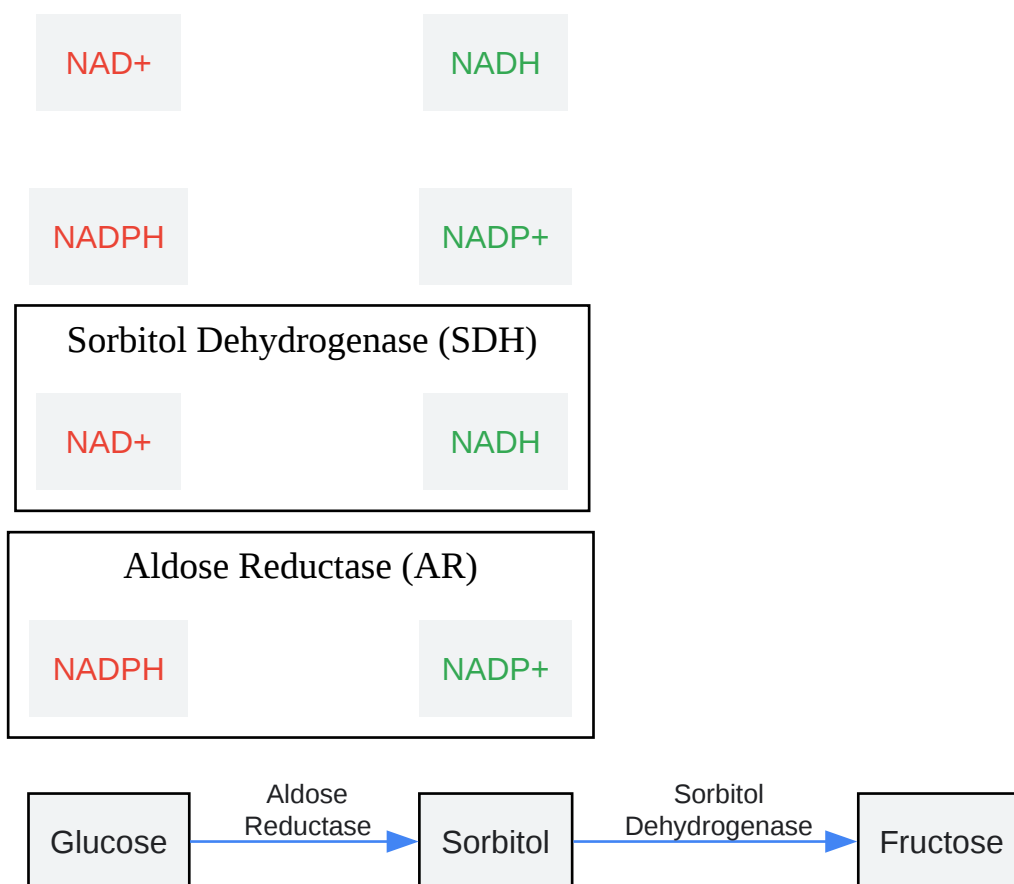 NAD+
NADH
NADPH
NADP+
Sorbitol Dehydrogenase (SDH)
NAD+
NADH
Aldose Reductase (AR)
NADPH
NADP+
Glucose
Aldose
Reductase
Sorbitol
Sorbitol
Dehydrogenase
Fructose